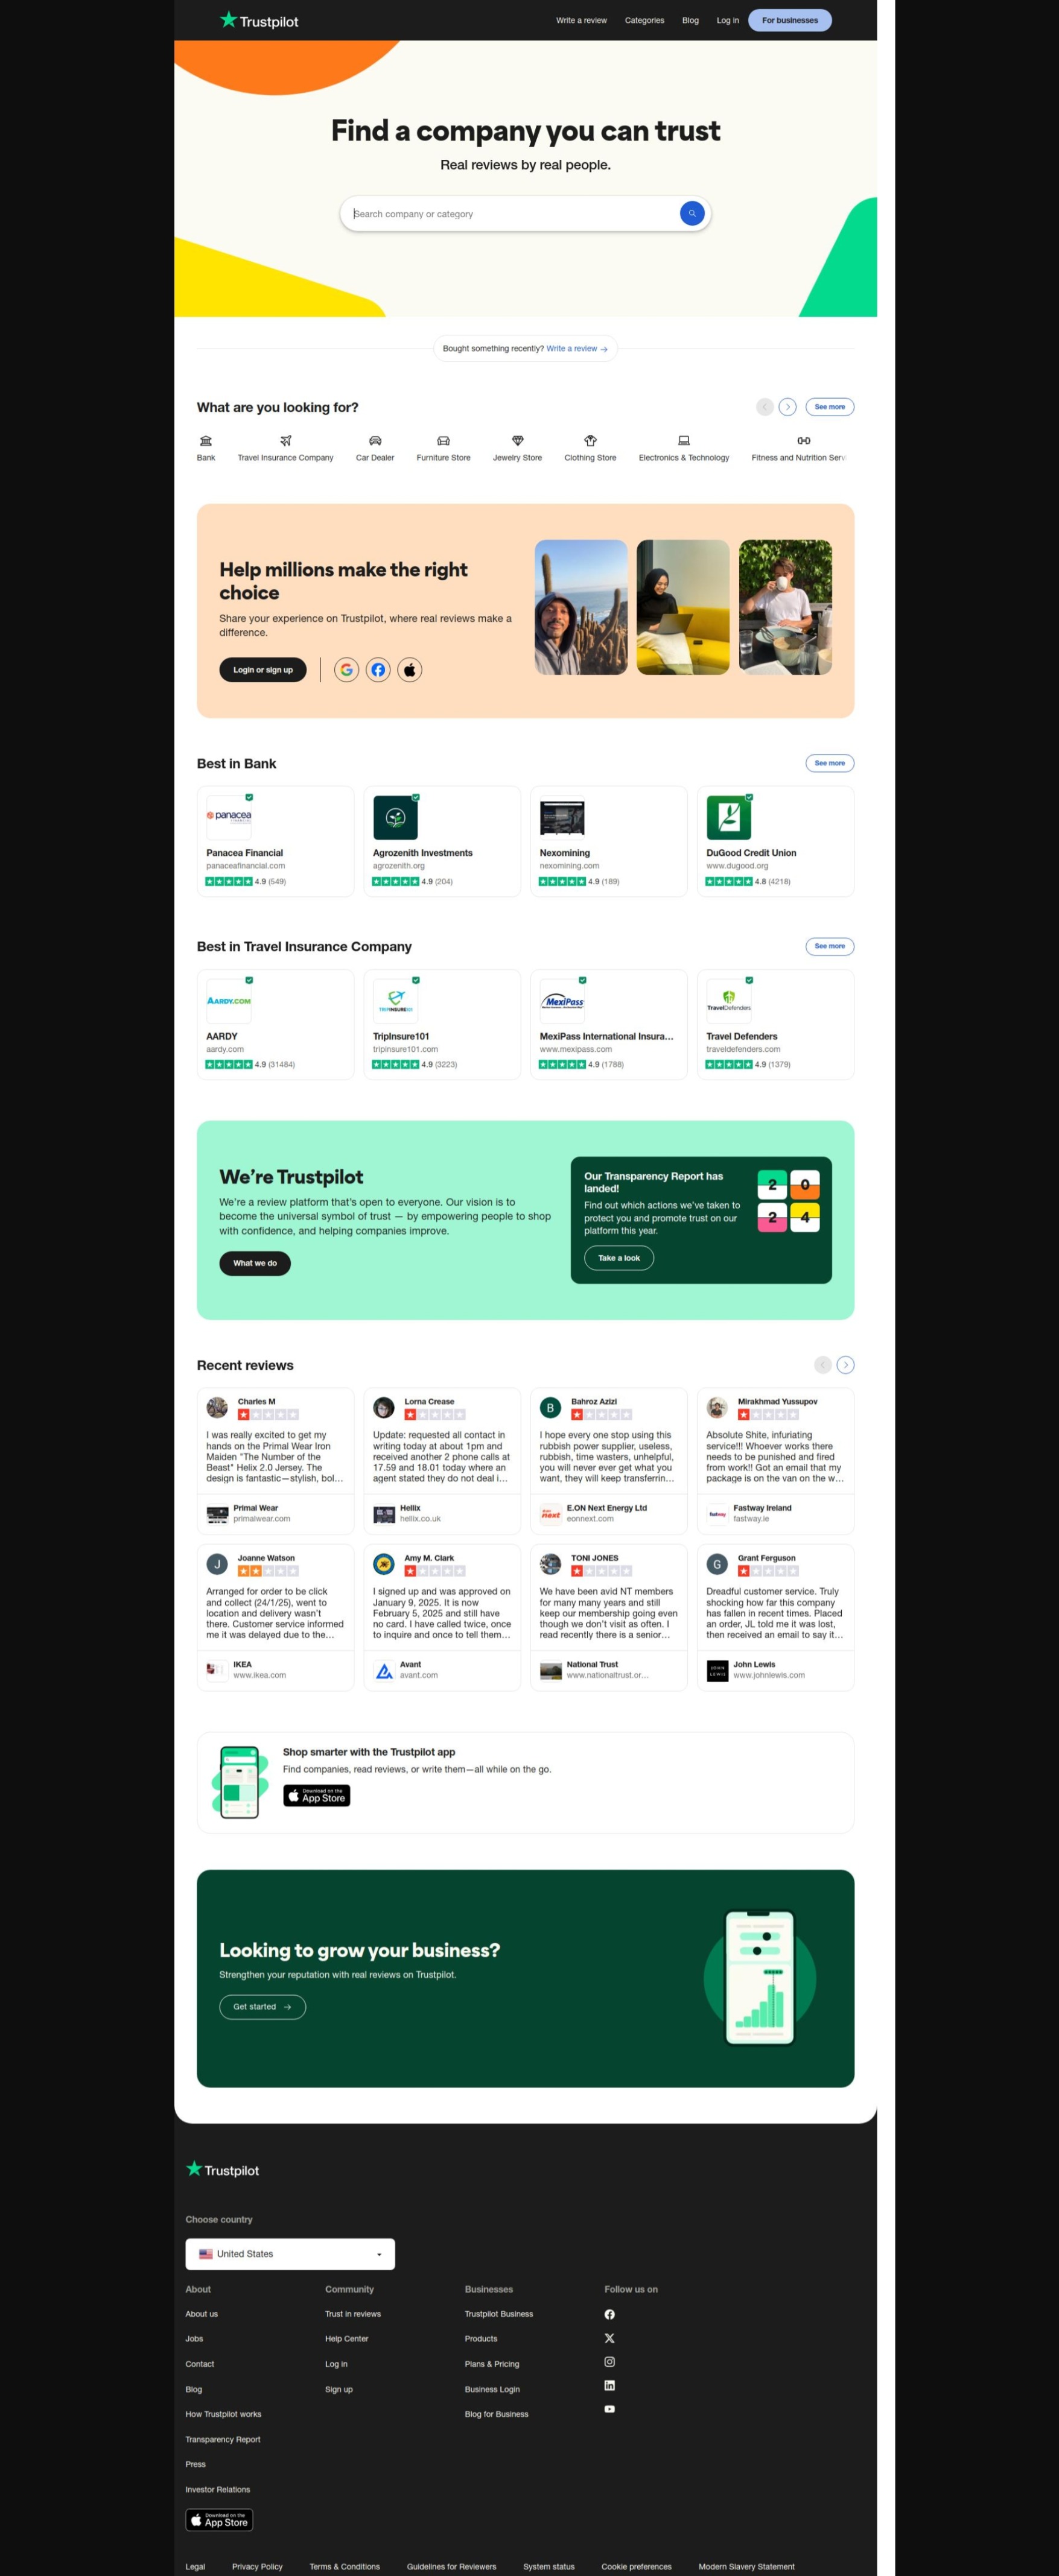 Trustpilot
Write a review
Categories
Blog
Log in
For businesses
Find a company you can trust
Real reviews by real people.
Search company or category
Bought something recently? Write a review →
What are you looking for?
See more
Bank
Travel Insurance Company
Car Dealer
Furniture Store
Jewelry Store
Clothing Store
Electronics & Technology
Fitness and Nutrition Serv
Help millions make the right
choice
Share your experience on Trustpilot, where real reviews make a
difference.
Login or sign up
Best in Bank
See more
panacea
Panacea Financial
panaceafinancial.com
4.9 (549)
Agrozenith Investments
agrozenith.org
4.9 (204)
Nexomining
nexomining.com
4.9 (189)
DuGood Credit Union
www.dugood.org
4.8 (4218)
Best in Travel Insurance Company
See more
AARDY.COM
AARDY
aardy.com
4.9 (31484)
TRIPINSURE101
TripInsure101
tripinsure101.com
4.9 (3223)
MexiPass
MexiPass International Insura...
www.mexipass.com
4.9 (1788)
TravelDefenders
Travel Defenders
traveldefenders.com
4.9 (1379)
We're Trustpilot
We're a review platform that's open to everyone. Our vision is to
become the universal symbol of trust — by empowering people to shop
with confidence, and helping companies improve.
What we do
Our Transparency Report has
landed!
Find out which actions we've taken to
protect you and promote trust on our
platform this year.
Take a look
2 0
2 4
Recent reviews
Charles M
I was really excited to get my
hands on the Primal Wear Iron
Maiden "The Number of the
Beast" Helix 2.0 Jersey. The
design is fantastic—stylish, bol...
Primal Wear
primalwear.com
Lorna Crease
Update: requested all contact in
writing today at about 1pm and
received another 2 phone calls at
17.59 and 18.01 today where an
agent stated they do not deal i...
Hellix
hellix.co.uk
B
Bahroz Azizi
I hope every one stop using this
rubbish power supplier, useless,
rubbish, time wasters, unhelpful,
you will never ever get what you
want, they will keep transferrin...
next
E.ON Next Energy Ltd
eonnext.com
Mirakhmad Yussupov
Absolute Shite, infuriating
service!!! Whoever works there
needs to be punished and fired
from work!! Got an email that my
package is on the van on the w...
fastway
Fastway Ireland
fastway.ie
J
Joanne Watson
Arranged for order to be click
and collect (24/1/25), went to
location and delivery wasn't
there. Customer service informed
me it was delayed due to the...
IKEA
www.ikea.com
Amy M. Clark
I signed up and was approved on
January 9, 2025. It is now
February 5, 2025 and still have
no card. I have called twice, once
to inquire and once to tell them...
Avant
avant.com
TONI JONES
We have been avid NT members
for many many years and still
keep our membership going even
though we don't visit as often. I
read recently there is a senior...
National Trust
www.nationaltrust.or...
G
Grant Ferguson
Dreadful customer service. Truly
shocking how far this company
has fallen in recent times. Placed
an order, JL told me it was lost,
then received an email to say it...
JOHN
LEWIS
John Lewis
www.johnlewis.com
Shop smarter with the Trustpilot app
Find companies, read reviews, or write them—all while on the go.
Download on the
App Store
Looking to grow your business?
Strengthen your reputation with real reviews on Trustpilot.
Get started →
Trustpilot
Choose country
United States
About
About us
Jobs
Contact
Blog
How Trustpilot works
Transparency Report
Press
Investor Relations
Community
Trust in reviews
Help Center
Log in
Sign up
Businesses
Trustpilot Business
Products
Plans & Pricing
Business Login
Blog for Business
Follow us on
Download on the
App Store
Legal
Privacy Policy
Terms & Conditions
Guidelines for Reviewers
System status
Cookie preferences
Modern Slavery Statement